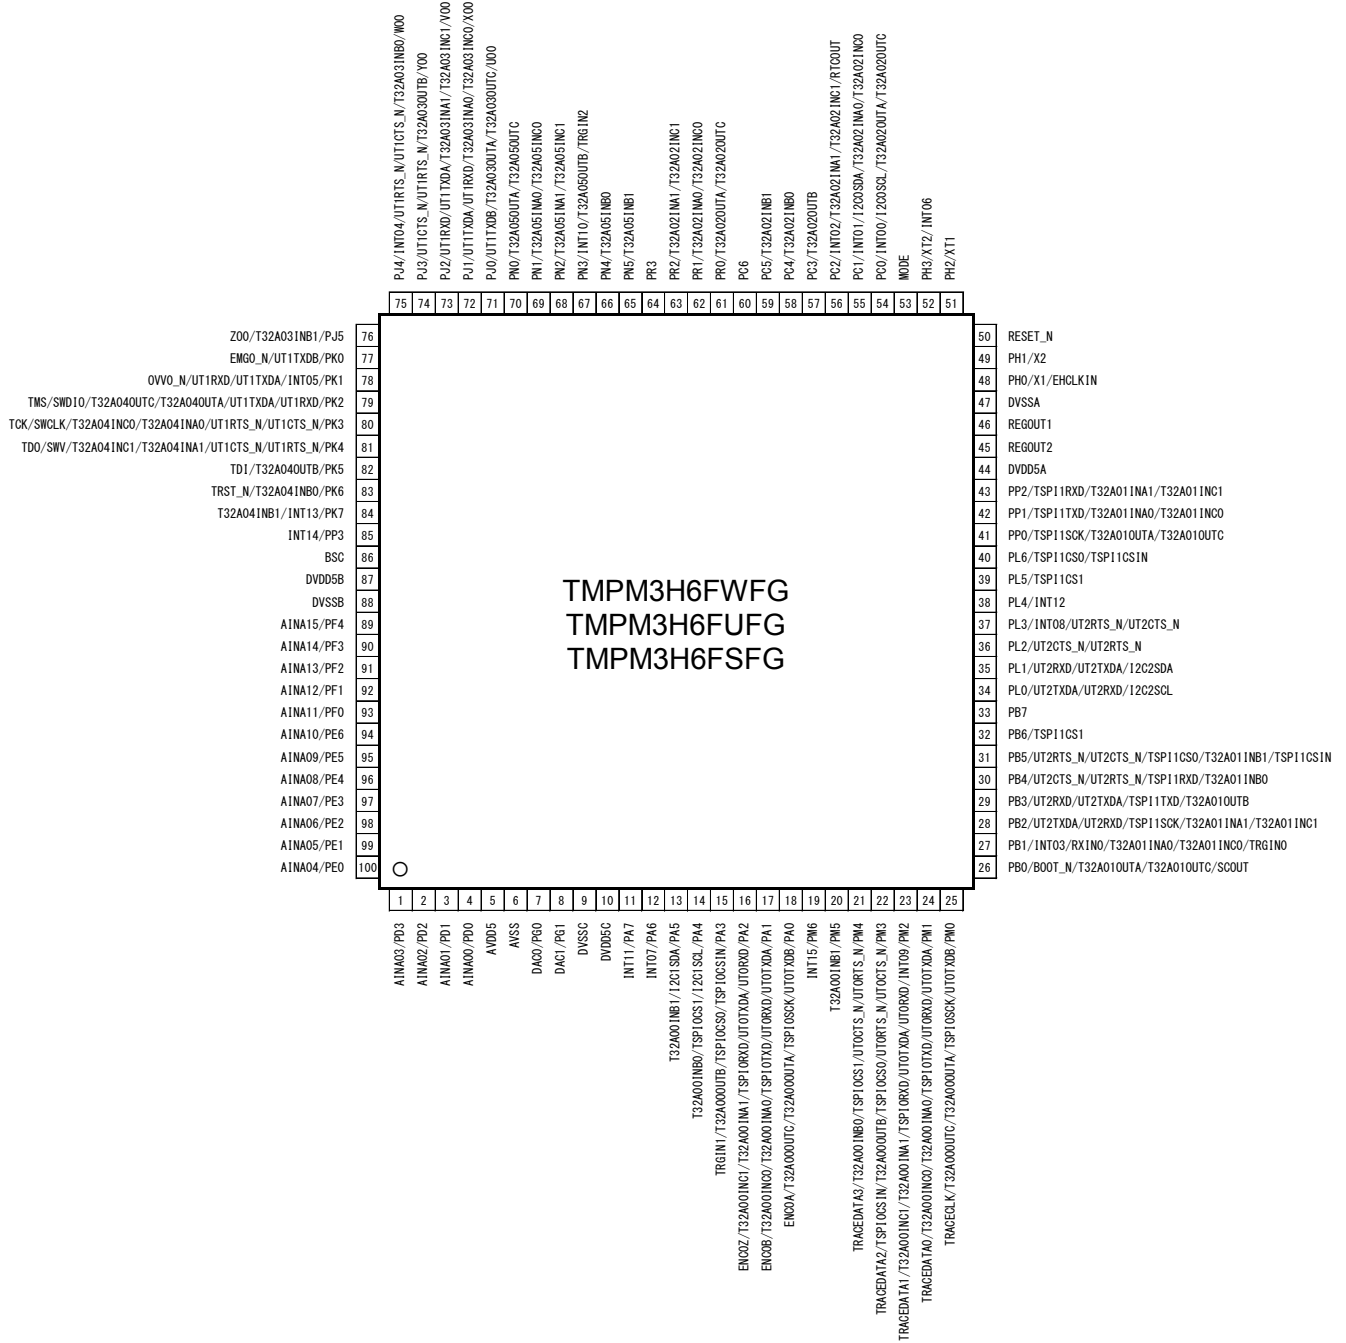 PJ4/INT04/UT1RTS_N/UT1CTS_N/T32A03INB0/WO0
PJ3/UT1CTS_N/UT1RTS_N/T32A03OUTB/YO0
PJ2/UT1RXD/UT1TXDA/T32A03INA1/T32A03INC1/VO0
PJ1/UT1TXDA/UT1RXD/T32A03INA0/T32A03INC0/XO0
PJ0/UT1TXDB/T32A03OUTA/T32A03OUTC/UO0
PN0/T32A05OUTA/T32A05OUTC
PN1/T32A05INA0/T32A05INC0
PN2/T32A05INA1/T32A05INC1
PN3/INT10/T32A05OUTB/TRGIN2
PN4/T32A05INB0
PN5/T32A05INB1
PR3
PR2/T32A02INA1/T32A02INC1
PR1/T32A02INA0/T32A02INC0
PR0/T32A02OUTA/T32A02OUTC
PC6
PC5/T32A02INB1
PC4/T32A02INB0
PC3/T32A02OUTB
PC2/INT02/T32A02INA1/T32A02INC1/RTCOUT
PC1/INT01/I2C0SDA/T32A02INA0/T32A02INC0
PC0/INT00/I2C0SCL/T32A02OUTA/T32A02OUTC
MODE
PH3/XT2/INT06
PH2/XT1
75 74 73 72 71 70 69 68 67 66 65 64 63 62 61 60 59 58 57 56 55 54 53 52 51
ZO0/T32A03INB1/PJ5 76
EMG0_N/UT1TXDB/PK0 77
OVV0_N/UT1RXD/UT1TXDA/INT05/PK1 78
TMS/SWDIO/T32A04OUTC/T32A04OUTA/UT1TXDA/UT1RXD/PK2 79
TCK/SWCLK/T32A04INC0/T32A04INA0/UT1RTS_N/UT1CTS_N/PK3 80
TDO/SWV/T32A04INC1/T32A04INA1/UT1CTS_N/UT1RTS_N/PK4 81
TDI/T32A04OUTB/PK5 82
TRST_N/T32A04INB0/PK6 83
T32A04INB1/INT13/PK7 84
INT14/PP3 85
BSC 86
DVDD5B 87
DVSSB 88
AINA15/PF4 89
AINA14/PF3 90
AINA13/PF2 91
AINA12/PF1 92
AINA11/PF0 93
AINA10/PE6 94
AINA09/PE5 95
AINA08/PE4 96
AINA07/PE3 97
AINA06/PE2 98
AINA05/PE1 99
AINA04/PE0 100
TMPM3H6FWFG
TMPM3H6FUFG
TMPM3H6FSFG
50 RESET_N
49 PH1/X2
48 PH0/X1/EHCLKIN
47 DVSSA
46 REGOUT1
45 REGOUT2
44 DVDD5A
43 PP2/TSPI1RXD/T32A01INA1/T32A01INC1
42 PP1/TSPI1TXD/T32A01INA0/T32A01INC0
41 PP0/TSPI1SCK/T32A01OUTA/T32A01OUTC
40 PL6/TSPI1CS0/TSPI1CSIN
39 PL5/TSPI1CS1
38 PL4/INT12
37 PL3/INT08/UT2RTS_N/UT2CTS_N
36 PL2/UT2CTS_N/UT2RTS_N
35 PL1/UT2RXD/UT2TXDA/I2C2SDA
34 PL0/UT2TXDA/UT2RXD/I2C2SCL
33 PB7
32 PB6/TSPI1CS1
31 PB5/UT2RTS_N/UT2CTS_N/TSPI1CS0/T32A01INB1/TSPI1CSIN
30 PB4/UT2CTS_N/UT2RTS_N/TSPI1RXD/T32A01INB0
29 PB3/UT2RXD/UT2TXDA/TSPI1TXD/T32A01OUTB
28 PB2/UT2TXDA/UT2RXD/TSPI1SCK/T32A01INA1/T32A01INC1
27 PB1/INT03/RXIN0/T32A01INA0/T32A01INC0/TRGIN0
26 PB0/BOOT_N/T32A01OUTA/T32A01OUTC/SCOUT
1 2 3 4 5 6 7 8 9 10 11 12 13 14 15 16 17 18 19 20 21 22 23 24 25
AINA03/PD3
AINA02/PD2
AINA01/PD1
AINA00/PD0
AVDD5
AVSS
DAC0/PG0
DAC1/PG1
DVSSC
DVDD5C
INT11/PA7
INT07/PA6
T32A00INB1/I2C1SDA/PA5
T32A00INB0/TSPI0CS1/I2C1SCL/PA4
TRGIN1/T32A00OUTB/TSPI0CS0/TSPI0CSIN/PA3
ENC0Z/T32A00INC1/T32A00INA1/TSPI0RXD/UT0TXDA/UT0RXD/PA2
ENC0B/T32A00INC0/T32A00INA0/TSPI0TXD/UT0RXD/UT0TXDA/PA1
ENC0A/T32A00OUTC/T32A00OUTA/TSPI0SCK/UT0TXDB/PA0
INT15/PM6
T32A00INB1/PM5
TRACEDATA3/T32A00INB0/TSPI0CS1/UT0CTS_N/UT0RTS_N/PM4
TRACEDATA2/TSPI0CSIN/T32A00OUTB/TSPI0CS0/UT0RTS_N/UT0CTS_N/PM3
TRACEDATA1/T32A00INC1/T32A00INA1/TSPI0RXD/UT0TXDA/UT0RXD/INT09/PM2
TRACEDATA0/T32A00INC0/T32A00INA0/TSPI0TXD/UT0RXD/UT0TXDA/PM1
TRACECLK/T32A00OUTC/T32A00OUTA/TSPI0SCK/UT0TXDB/PM0